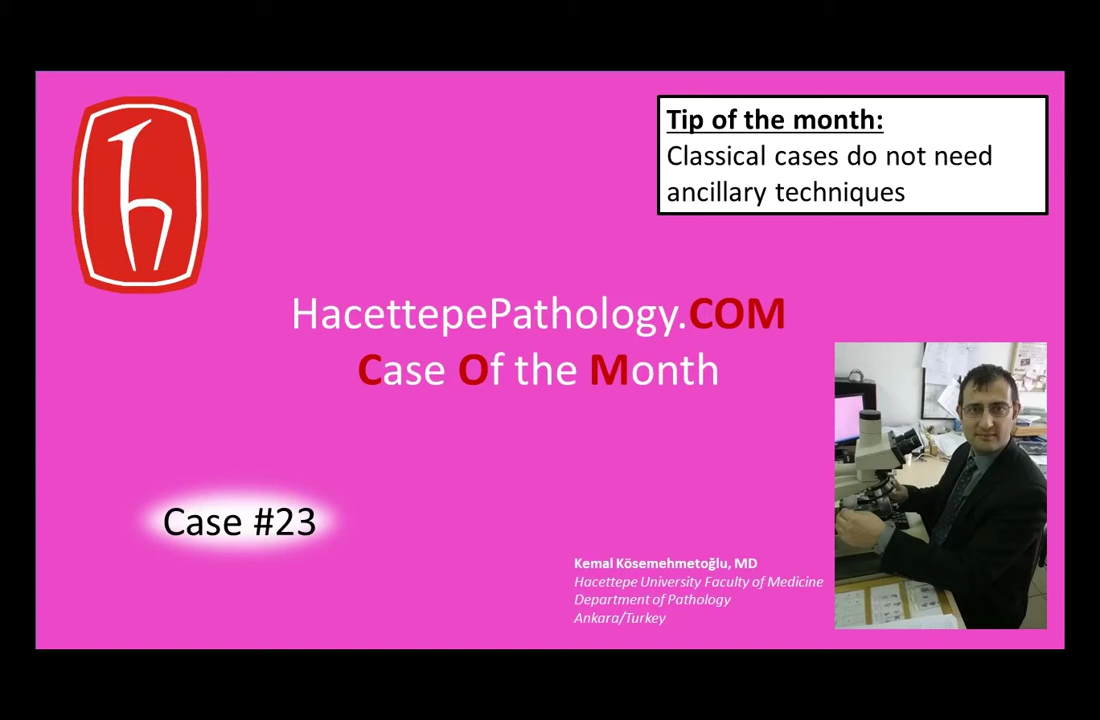 Tip of the month:
Classical cases do not need
ancillary techniques
HacettepePathology.COM
Case Of the Month
Case #23
Kemal Kösemehmetoğlu, MD
Hacettepe University Faculty of Medicine
Department of Pathology
Ankara/Turkey